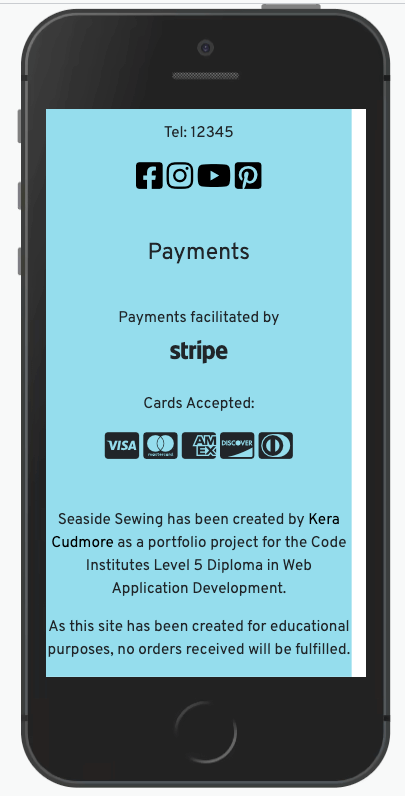 Tel: 12345
Payments
Payments facilitated by
stripe
Cards Accepted:
VISA mastercard AM EX DISCOVER
Seaside Sewing has been created by Kera
Cudmore as a portfolio project for the Code
Institutes Level 5 Diploma in Web
Application Development.
As this site has been created for educational
purposes, no orders received will be fulfilled.